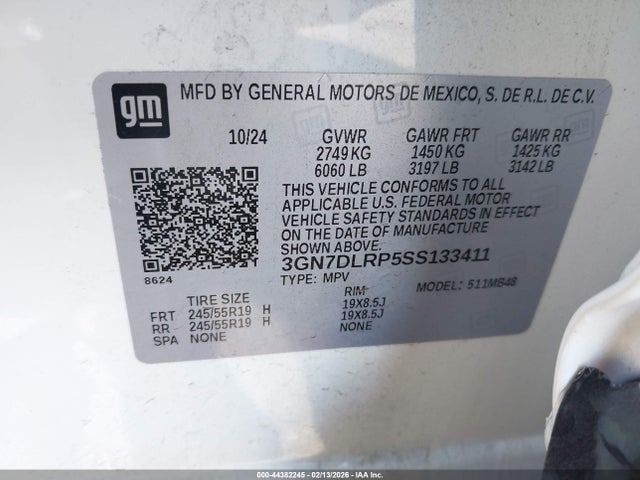 gm
MFD BY GENERAL MOTORS DE MEXICO, S. DE R.L. DE C.V.
10/24 GVWR GAWR FRT GAWR RR
2749 KG 1450 KG 1425 KG
6060 LB 3197 LB 3142 LB
THIS VEHICLE CONFORMS TO ALL
APPLICABLE U.S. FEDERAL MOTOR
VEHICLE SAFETY STANDARDS IN EFFECT
ON THE DATE OF MANUFACTURE
SHOWN ABOVE.
3GN7DLRP5SS133411
8624
TYPE: MPV MODEL: 511MB48
TIRE SIZE RIM
FRT 245/55R19 H 19X8.5J
RR 245/55R19 H 19X8.5J
SPA NONE NONE
000-44382245 - 02/13/2026 - IAA, Inc.